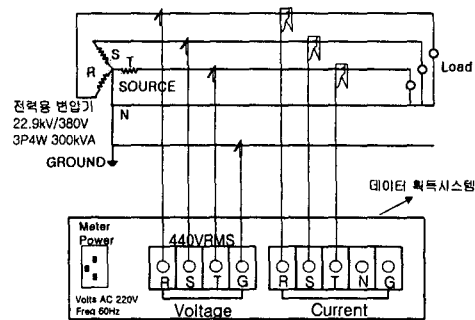 S
R
T
SOURCE
Load
전력용 변압기
22.9kV/380V
3P4W 300kVA
N
GROUND
데이터 획득시스템
Meter
Power
440VRMS
R S T G
R S T N G
Volts AC 220V
Freq 60Hz
Voltage
Current